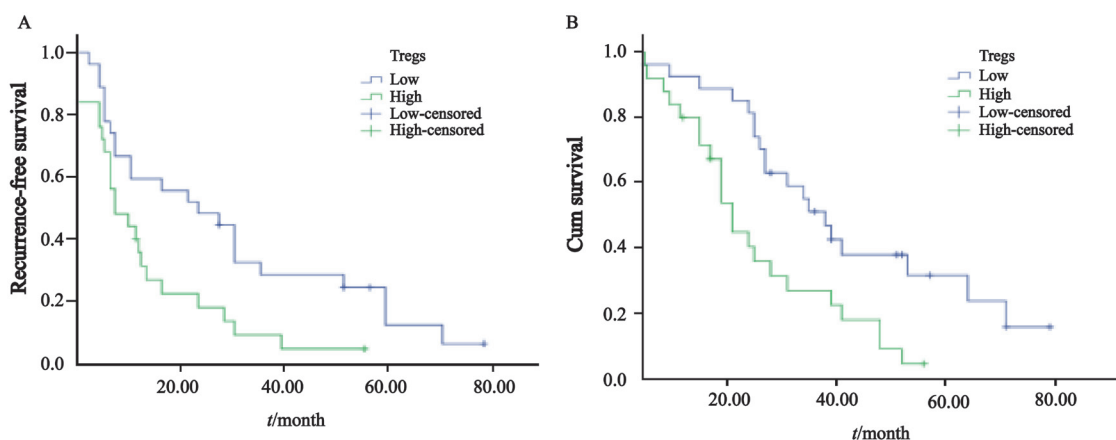 A
Recurrence-free survival
1.0
0.8
0.6
0.4
0.2
0.0
20.00 40.00 60.00 80.00
t/month
Tregs
Low
High
Low-censored
High-censored
B
Cum survival
1.0
0.8
0.6
0.4
0.2
0.0
20.00 40.00 60.00 80.00
t/month
Tregs
Low
High
Low-censored
High-censored